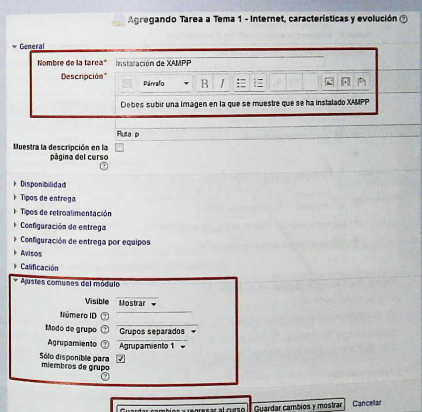 Agregando Tarea a Tema 1 - Internet, características y evolución
General
Nombre de la tarea* Instalación de XAMPP
Descripción*
Párrafo B I
Debes subir una imagen en la que se muestre que se ha instalado XAMPP
Ruta: p
Muestra la descripción en la
página del curso
Disponibilidad
Tipos de entrega
Tipos de retroalimentación
Configuración de entrega
Configuración de entrega por equipos
Avisos
Calificación
Ajustes comunes del módulo
Visible Mostrar
Número ID
Modo de grupo Grupos separados
Agrupamiento Agrupamiento 1
Sólo disponible para
miembros de grupo
Guardar cambios y regresar al curso Guardar cambios y mostrar Cancelar